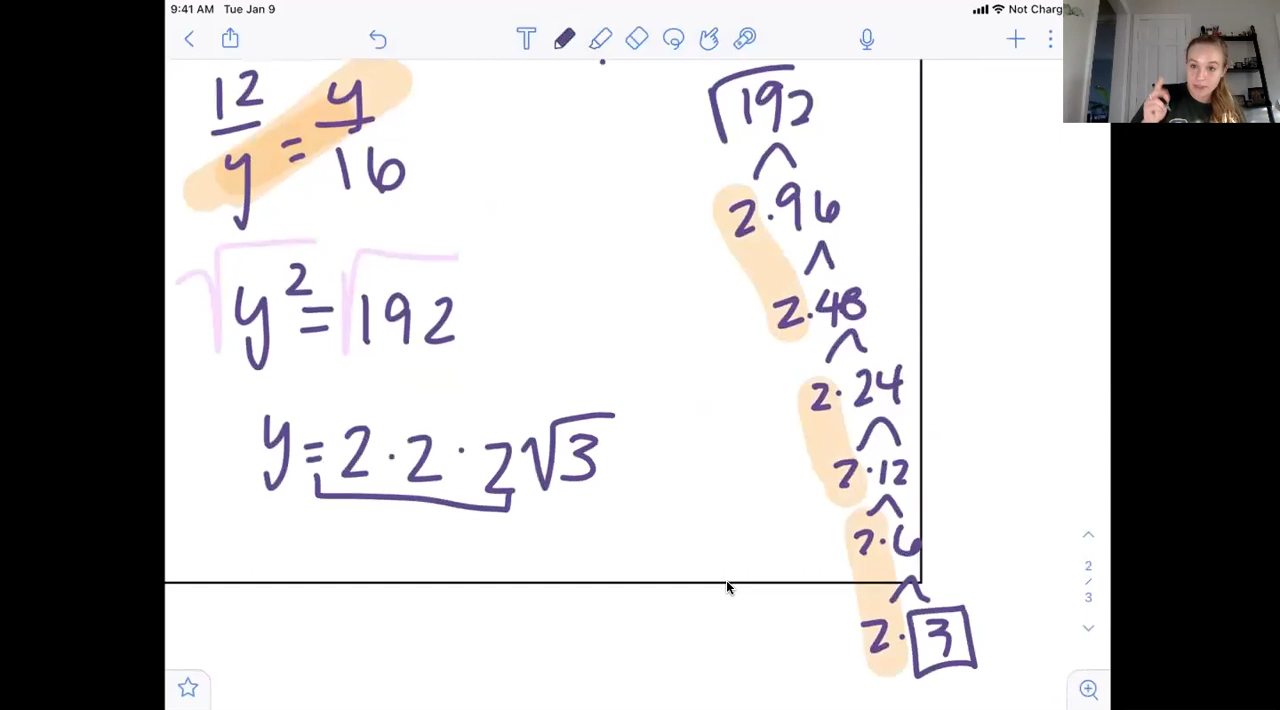 9:41 AM Tue Jan 9
Not Charg
T
12/y = y/16
√y² = √192
y = 2 · 2 · 2√3
√192
2 · 96
2 · 48
2 · 24
2 · 12
2 · 6
2 · 3
2
/
3